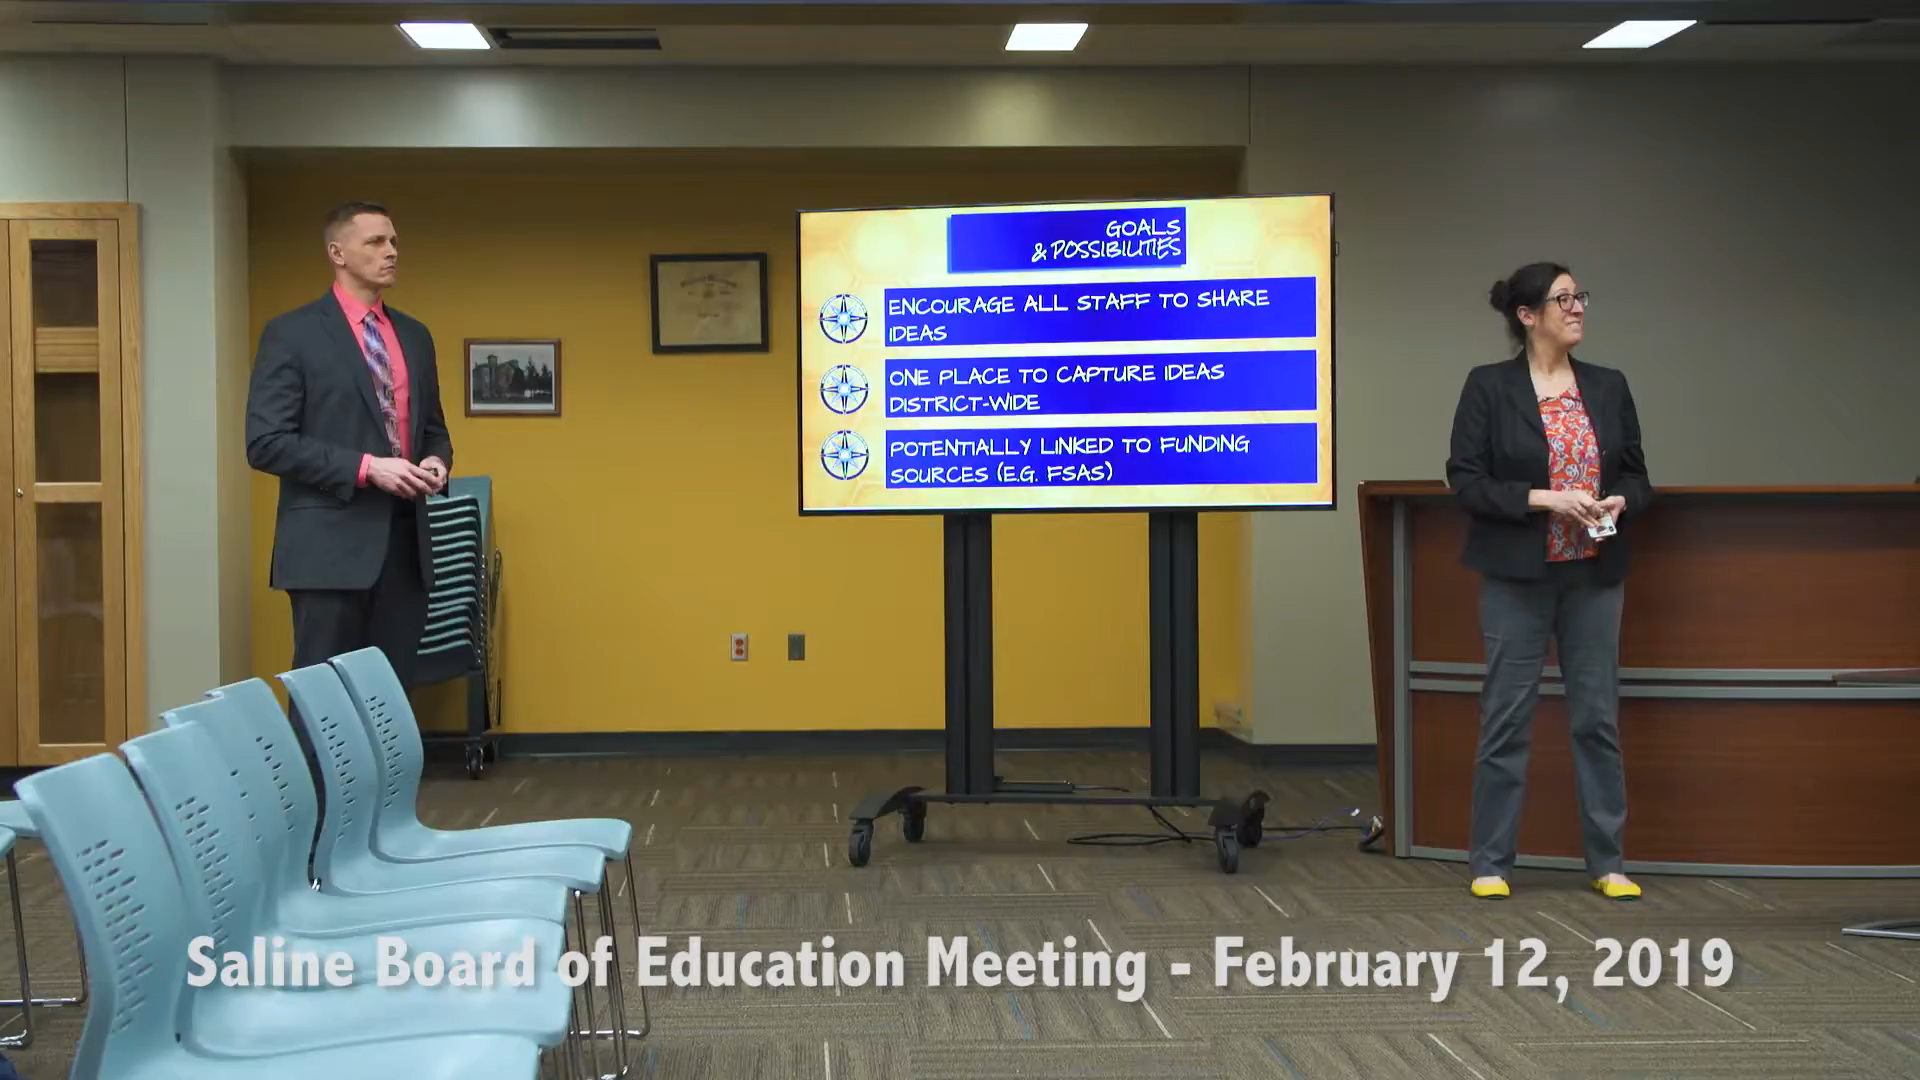 GOALS
& POSSIBILITIES
ENCOURAGE ALL STAFF TO SHARE
IDEAS
ONE PLACE TO CAPTURE IDEAS
DISTRICT-WIDE
POTENTIALLY LINKED TO FUNDING
SOURCES (E.G. FSAS)
Saline Board of Education Meeting - February 12, 2019